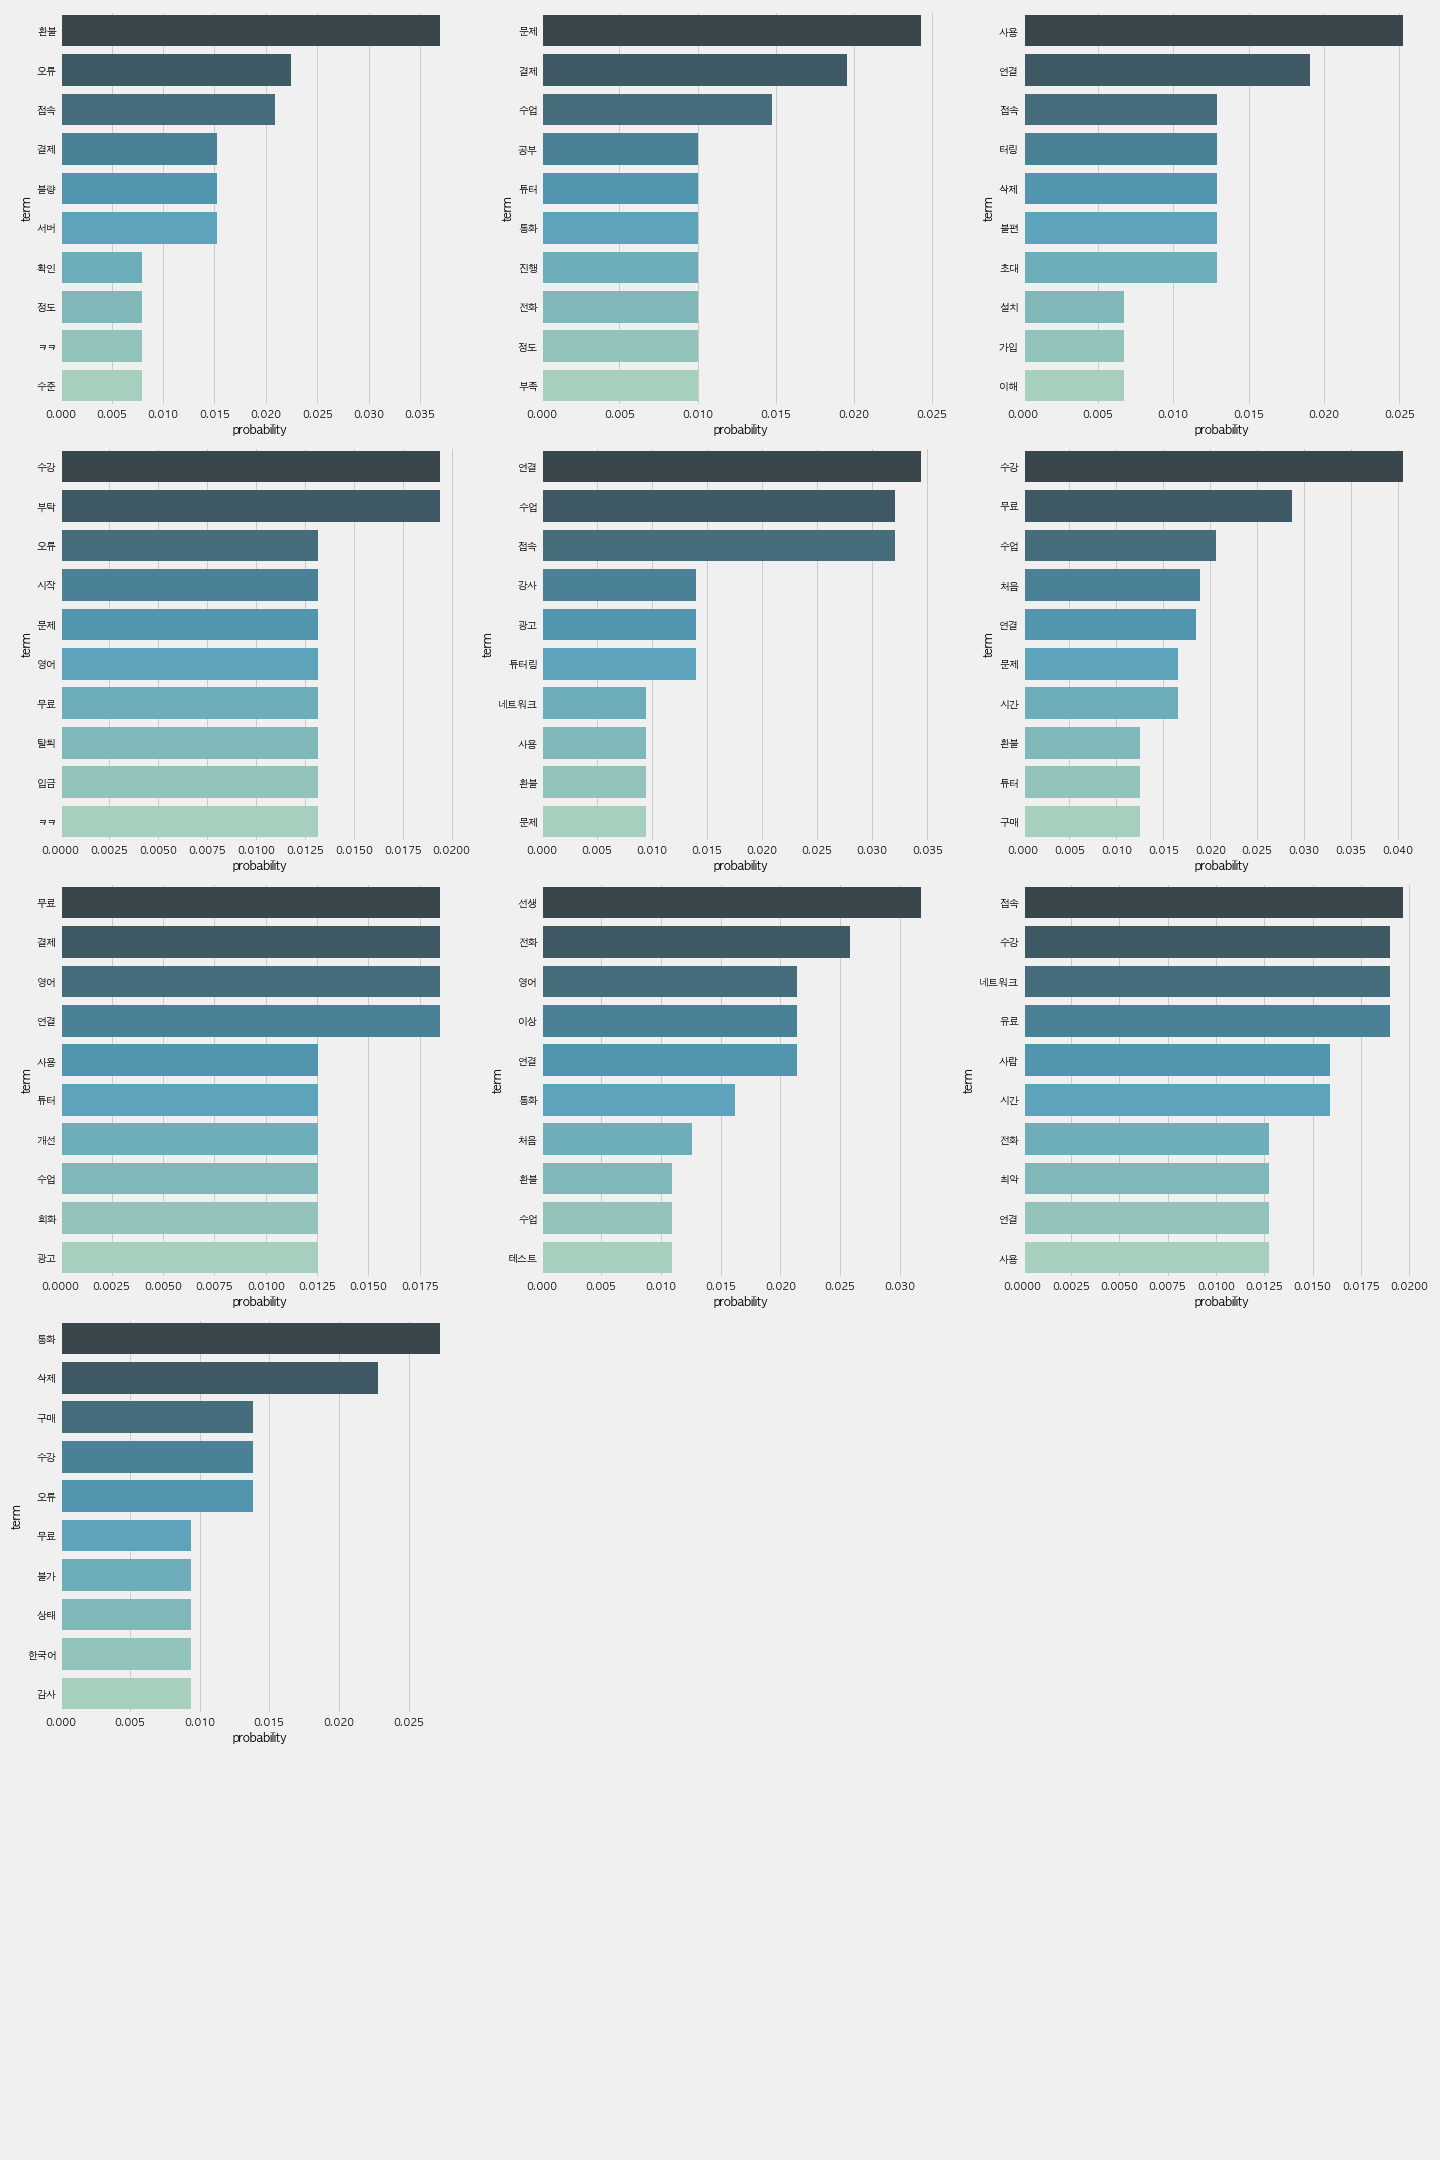 환불
오류
접속
결제
불량
서버
확인
정도
ㅋㅋ
수준
term
0.000 0.005 0.010 0.015 0.020 0.025 0.030 0.035
probability
문제
결제
수업
공부
튜터
통화
진행
전화
정도
부족
term
0.000 0.005 0.010 0.015 0.020 0.025
probability
사용
연결
접속
터링
삭제
불편
초대
설치
가입
이해
term
0.000 0.005 0.010 0.015 0.020 0.025
probability
수강
부탁
오류
시작
문제
영어
무료
탈퇴
입금
ㅋㅋ
term
0.0000 0.0025 0.0050 0.0075 0.0100 0.0125 0.0150 0.0175 0.0200
probability
연결
수업
접속
강사
광고
튜터링
네트워크
사용
환불
문제
term
0.000 0.005 0.010 0.015 0.020 0.025 0.030 0.035
probability
수강
무료
수업
처음
연결
문제
시간
환불
튜터
구매
term
0.000 0.005 0.010 0.015 0.020 0.025 0.030 0.035 0.040
probability
무료
결제
영어
연결
사용
튜터
개선
수업
회화
광고
term
0.0000 0.0025 0.0050 0.0075 0.0100 0.0125 0.0150 0.0175
probability
선생
전화
영어
이상
연결
통화
처음
환불
수업
테스트
term
0.000 0.005 0.010 0.015 0.020 0.025 0.030
probability
접속
수강
네트워크
유료
사람
시간
전화
최악
연결
사용
term
0.0000 0.0025 0.0050 0.0075 0.0100 0.0125 0.0150 0.0175 0.0200
probability
통화
삭제
구매
수강
오류
무료
불가
상태
한국어
감사
term
0.000 0.005 0.010 0.015 0.020 0.025
probability